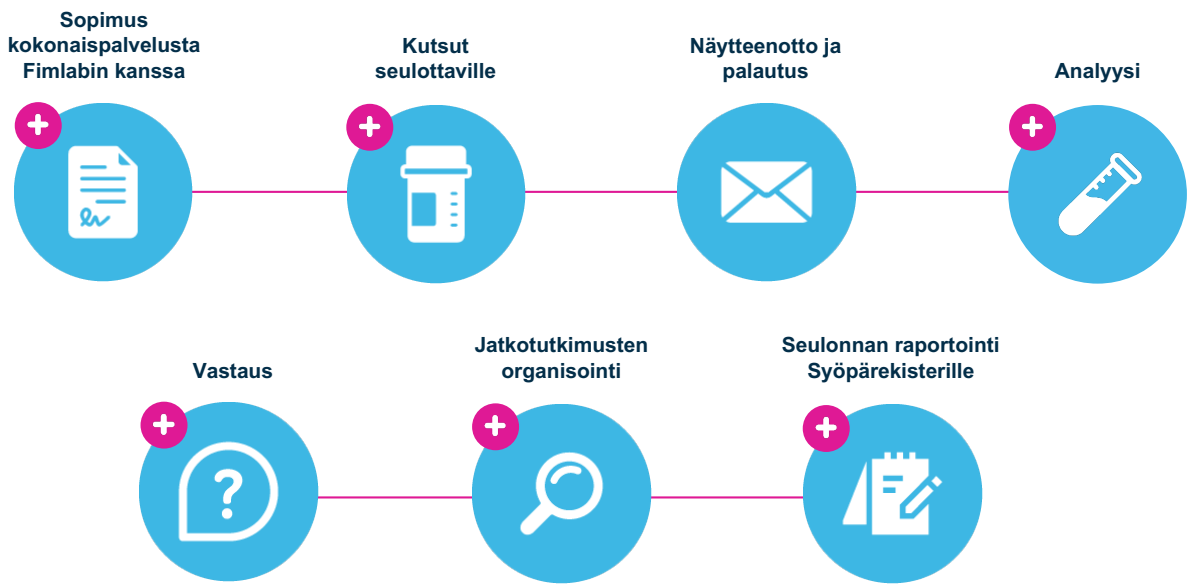 Sopimus
kokonaispalvelusta
Fimlabin kanssa
Kutsut
seulottaville
Näytteenotto ja
palautus
Analyysi
Vastaus
?
Jatkotutkimusten
organisointi
Seulonnan raportointi
Syöpärekisterille